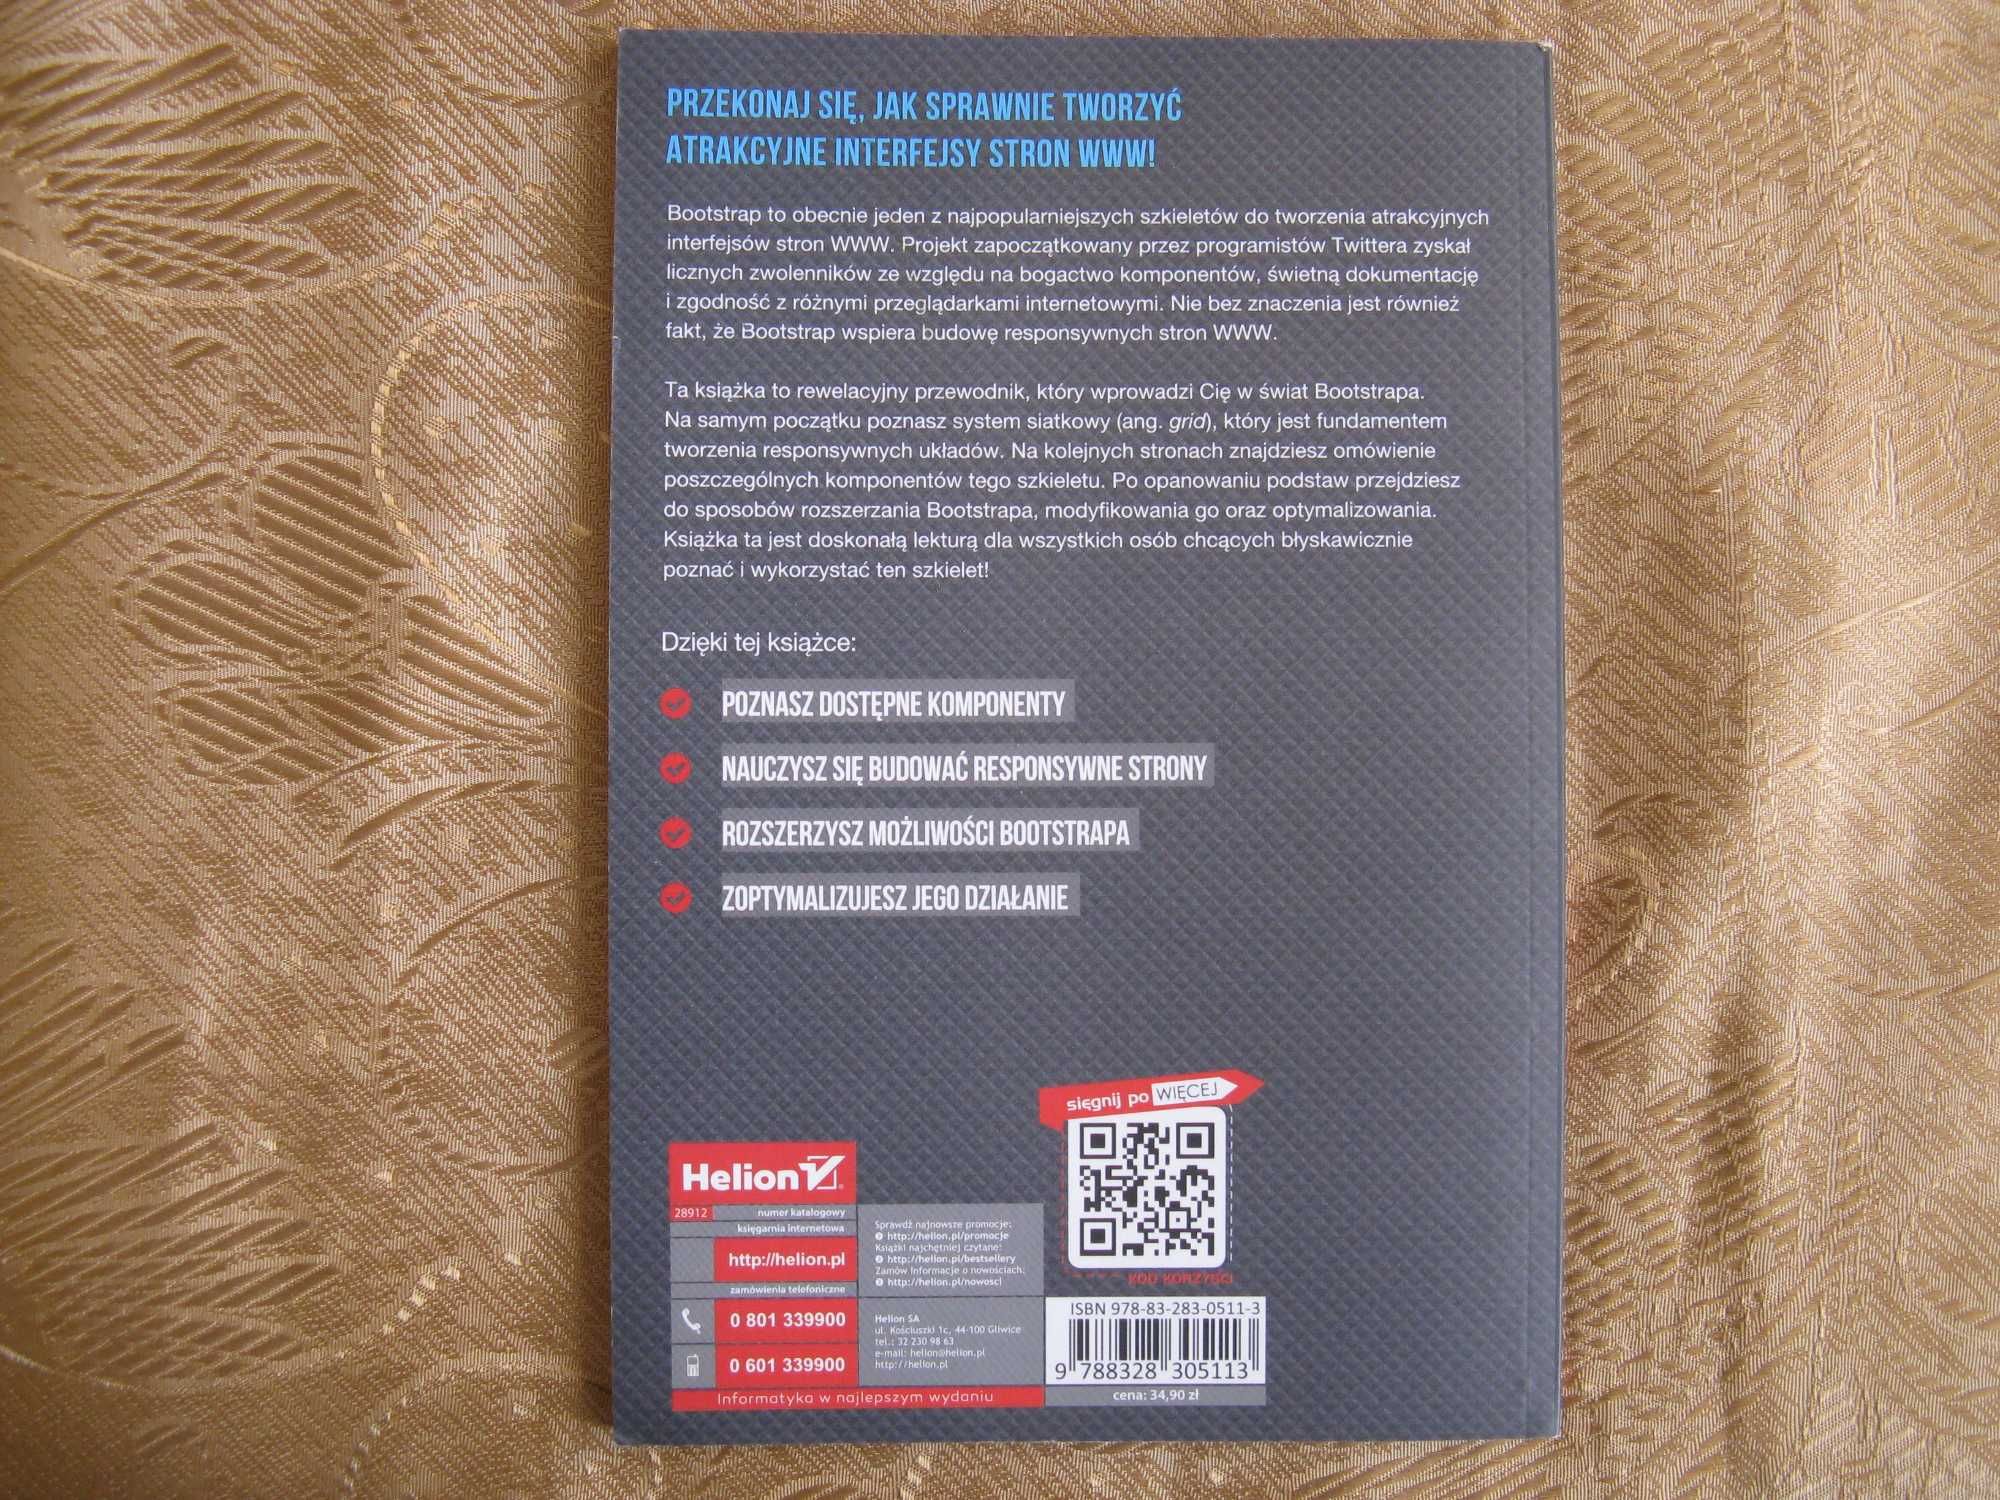 PRZEKONAJ SIĘ, JAK SPRAWNIE TWORZYĆ
ATRAKCYJNE INTERFEJSY STRON WWW!
Bootstrap to obecnie jeden z najpopularniejszych szkieletów do tworzenia atrakcyjnych
interfejsów stron WWW. Projekt zapoczątkowany przez programistów Twittera zyskał
licznych zwolenników ze względu na bogactwo komponentów, świetną dokumentację
i zgodność z różnymi przeglądarkami internetowymi. Nie bez znaczenia jest również
fakt, że Bootstrap wspiera budowę responsywnych stron WWW.
Ta książka to rewelacyjny przewodnik, który wprowadzi Cię w świat Bootstrapa.
Na samym początku poznasz system siatkowy (ang. grid), który jest fundamentem
tworzenia responsywnych układów. Na kolejnych stronach znajdziesz omówienie
poszczególnych komponentów tego szkieletu. Po opanowaniu podstaw przejdziesz
do sposobów rozszerzania Bootstrapa, modyfikowania go oraz optymalizowania.
Książka ta jest doskonałą lekturą dla wszystkich osób chcących błyskawicznie
poznać i wykorzystać ten szkielet!
Dzięki tej książce:
POZNASZ DOSTĘPNE KOMPONENTY
NAUCZYSZ SIĘ BUDOWAĆ RESPONSYWNE STRONY
ROZSZERZYSZ MOŻLIWOŚCI BOOTSTRAPA
ZOPTYMALIZUJESZ JEGO DZIAŁANIE
sięgnij po WIĘCEJ
KOD KORZYŚCI
Helion
28912 numer katalogowy
księgarnia internetowa
http://helion.pl
zamówienia telefoniczne
0 801 339900
0 601 339900
Sprawdź najnowsze promocje:
http://helion.pl/promocje
Książki najchętniej czytane:
http://helion.pl/bestsellery
Zamów informacje o nowościach:
http://helion.pl/nowosci
Helion SA
ul. Kościuszki 1c, 44-100 Gliwice
tel.: 32 230 98 63
e-mail: helion@helion.pl
http://helion.pl
Informatyka w najlepszym wydaniu
ISBN 978-83-283-0511-3
9 788328 305113
cena: 34,90 zł